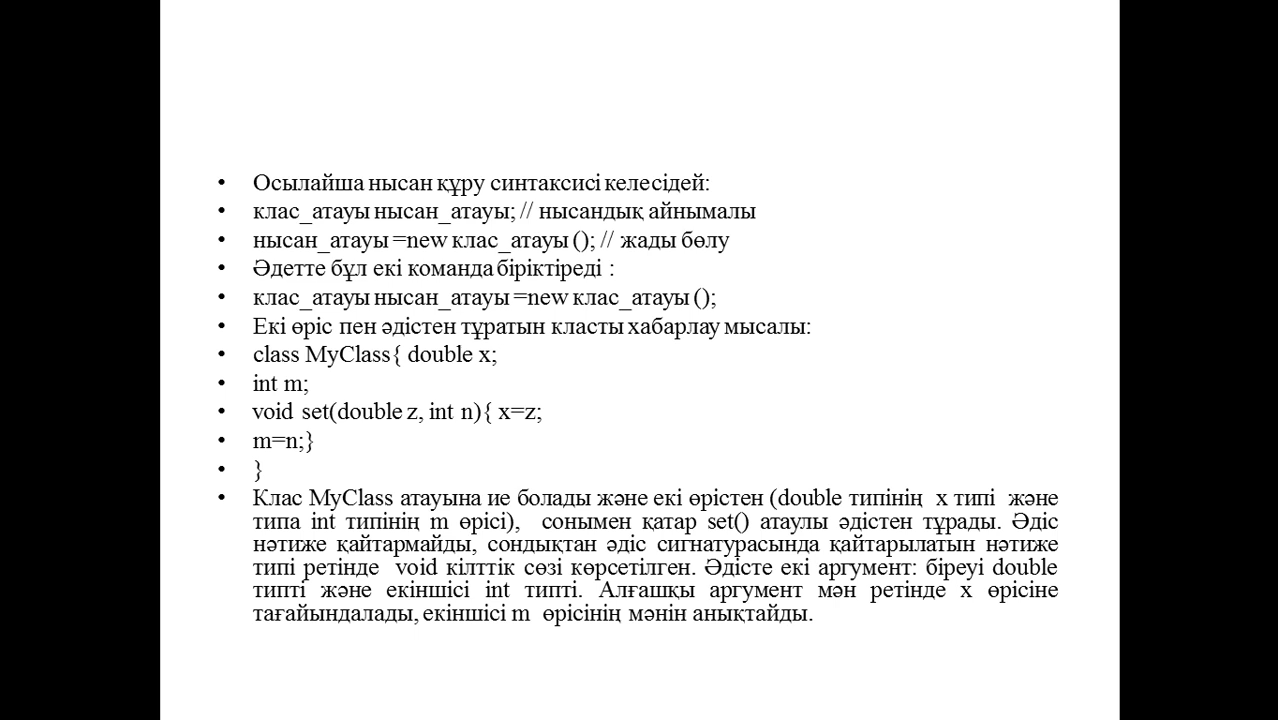 • Осылайша нысан құру синтаксисі келесідей:
• клас_атауы нысан_атауы; // нысандық айнымалы
• нысан_атауы =new клас_атауы (); // жады бөлу
• Әдетте бұл екі команда біріктіреді :
• клас_атауы нысан_атауы =new клас_атауы ();
• Екі өріс пен әдістен тұратын класты хабарлау мысалы:
• class MyClass{ double x;
• int m;
• void set(double z, int n){ x=z;
• m=n;}
• }
• Клас MyClass атауына ие болады және екі өрістен (double типінің x типі және
типа int типінің m өрісі), сонымен қатар set() атаулы әдістен тұрады. Әдіс
нәтиже қайтармайды, сондықтан әдіс сигнатурасында қайтарылатын нәтиже
типі ретінде void кілттік сөзі көрсетілген. Әдісте екі аргумент: біреуі double
типті және екіншісі int типті. Алғашқы аргумент мән ретінде x өрісіне
тағайындалады, екіншісі m өрісінің мәнін анықтайды.